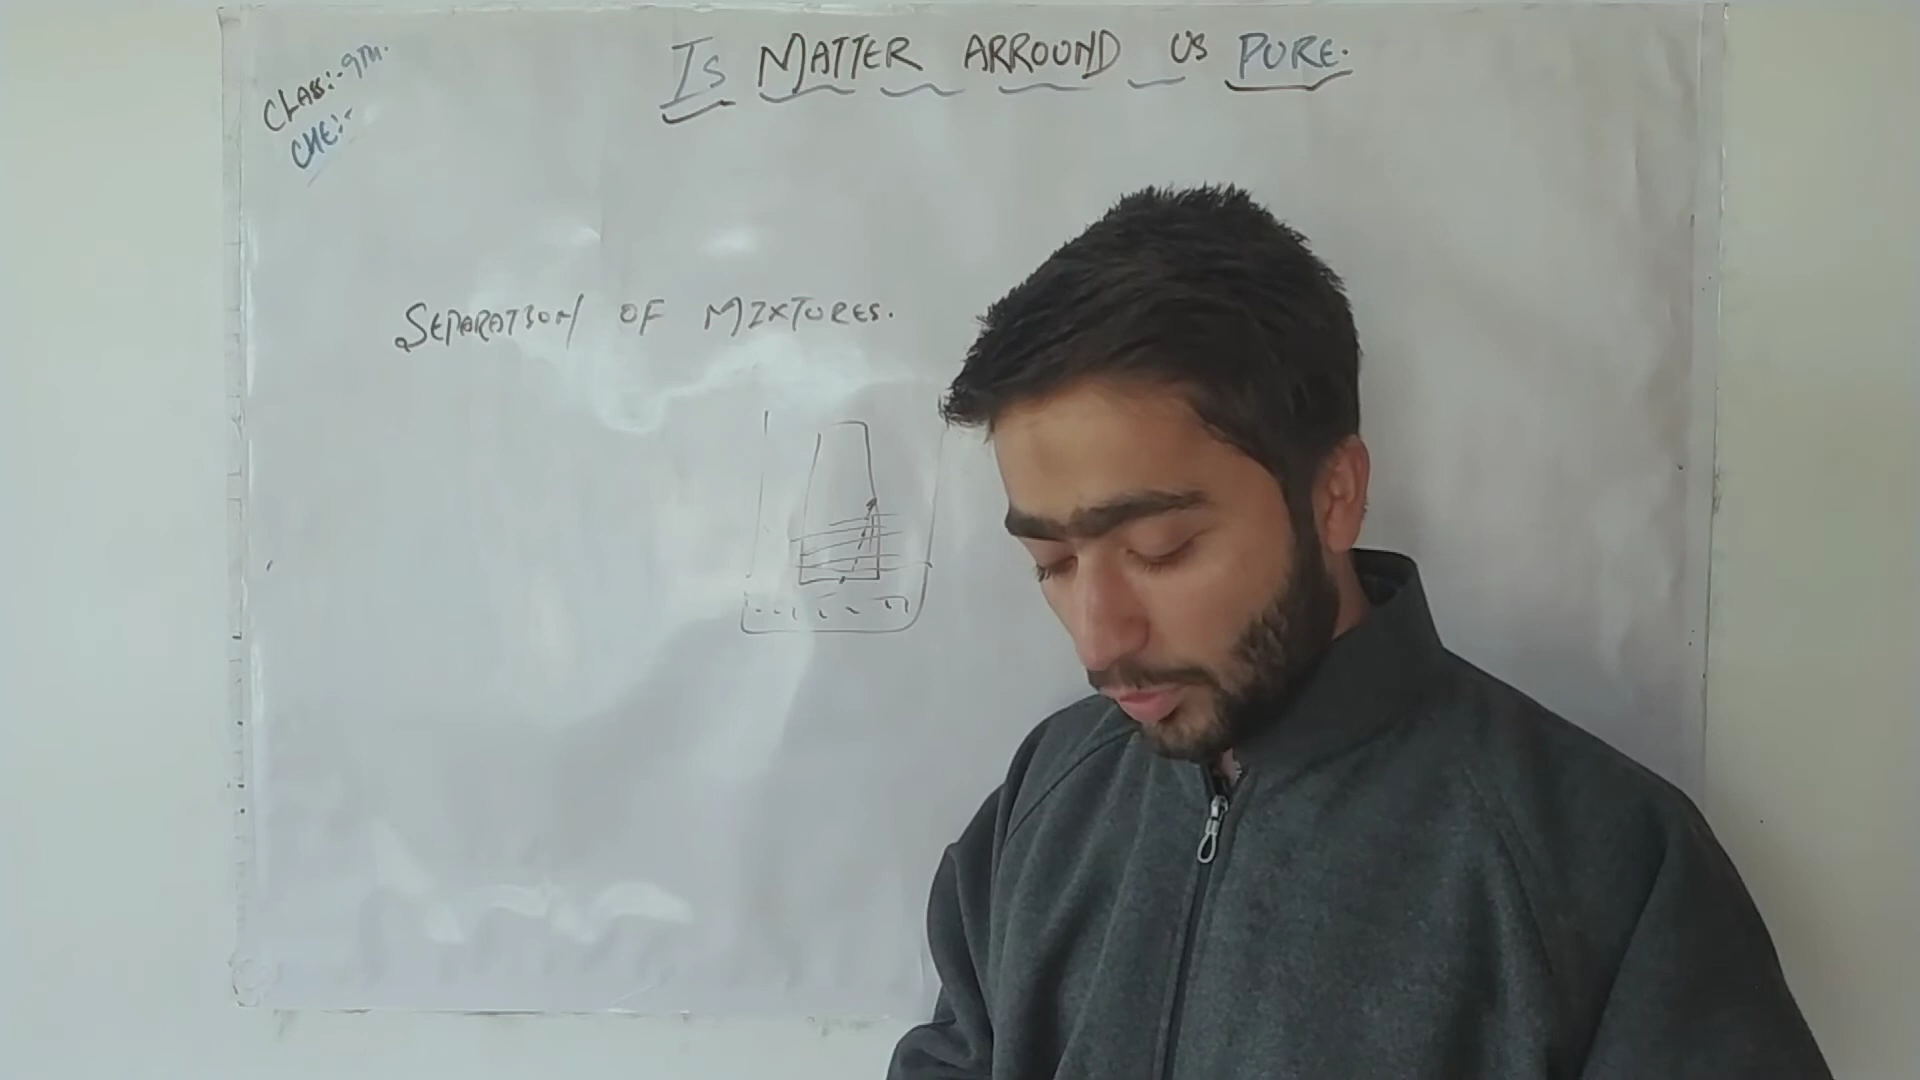 IS MATTER ARROUND US PURE.
CLASS:- 9TH.
CHE:-
SEPARATION OF MIXTURES.